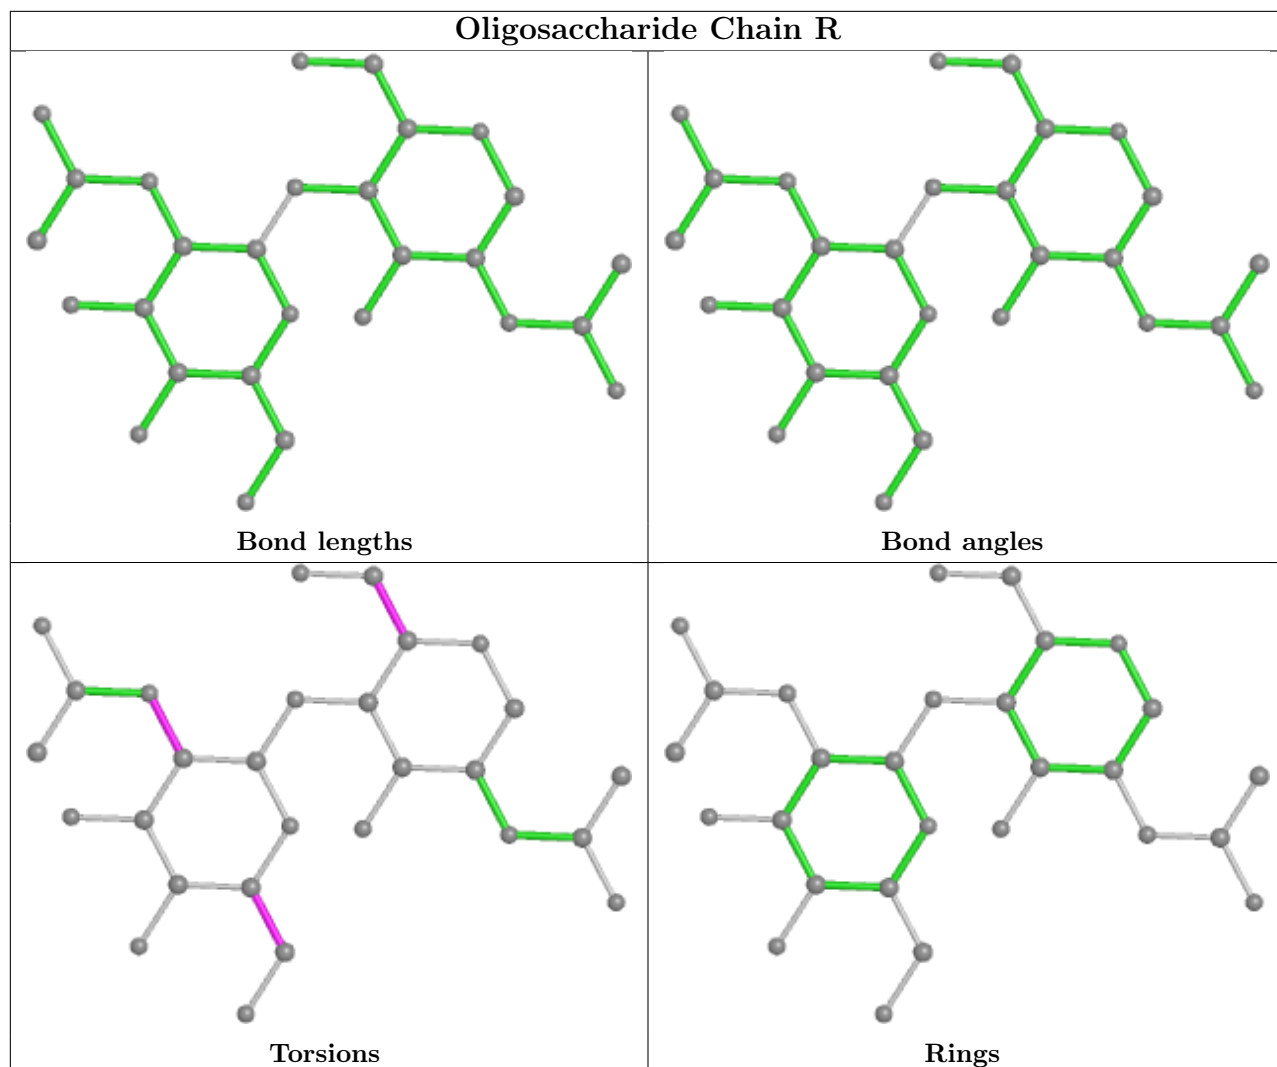 Oligosaccharide Chain R
Bond lengths
Bond angles
Torsions
Rings